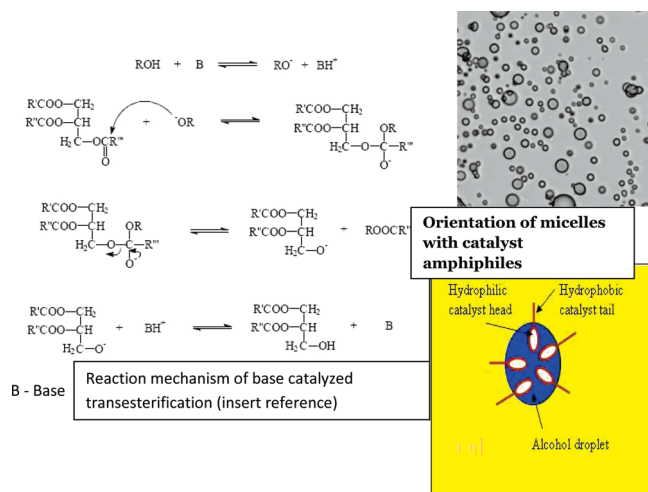 ROH + B ⇌ RO⁻ + BH⁺
R'COO—CH₂
R''COO—CH + ⁻OR ⇌ R'COO—CH₂
R''COO—CH OR
H₂C—OCR''' H₂C—O—C—R'''
O O⁻
R'COO—CH₂
R''COO—CH OR ⇌ R'COO—CH₂
R''COO—CH + ROOCR'
H₂C—O—C—R''' H₂C—O⁻
O⁻
R'COO—CH₂
R''COO—CH + BH⁺ ⇌ R'COO—CH₂
R''COO—CH + B
H₂C—O⁻ H₂C—OH
B - Base
Reaction mechanism of base catalyzed
transesterification (insert reference)
Orientation of micelles
with catalyst
amphiphiles
Hydrophilic
catalyst head
Hydrophobic
catalyst tail
Oil
Alcohol droplet